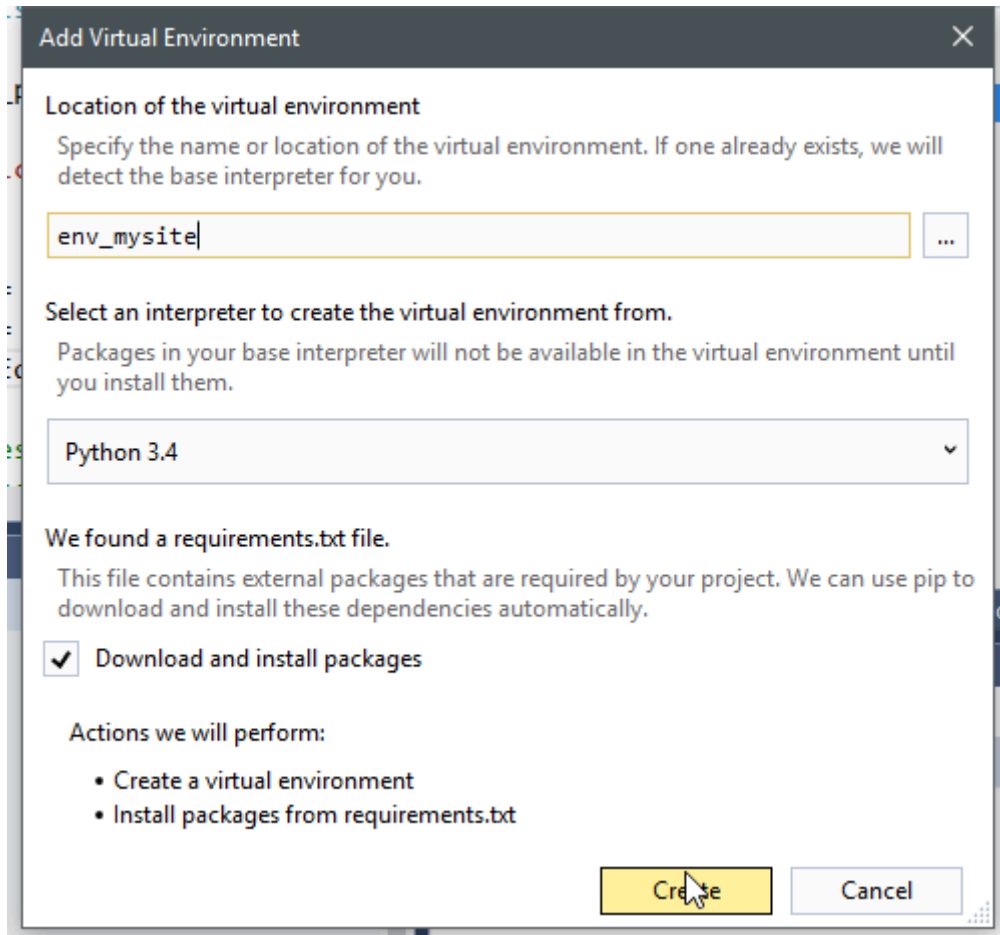 Add Virtual Environment
Location of the virtual environment
Specify the name or location of the virtual environment. If one already exists, we will
detect the base interpreter for you.
env_mysite
...
Select an interpreter to create the virtual environment from.
Packages in your base interpreter will not be available in the virtual environment until
you install them.
Python 3.4
We found a requirements.txt file.
This file contains external packages that are required by your project. We can use pip to
download and install these dependencies automatically.
Download and install packages
Actions we will perform:
• Create a virtual environment
• Install packages from requirements.txt
Create
Cancel